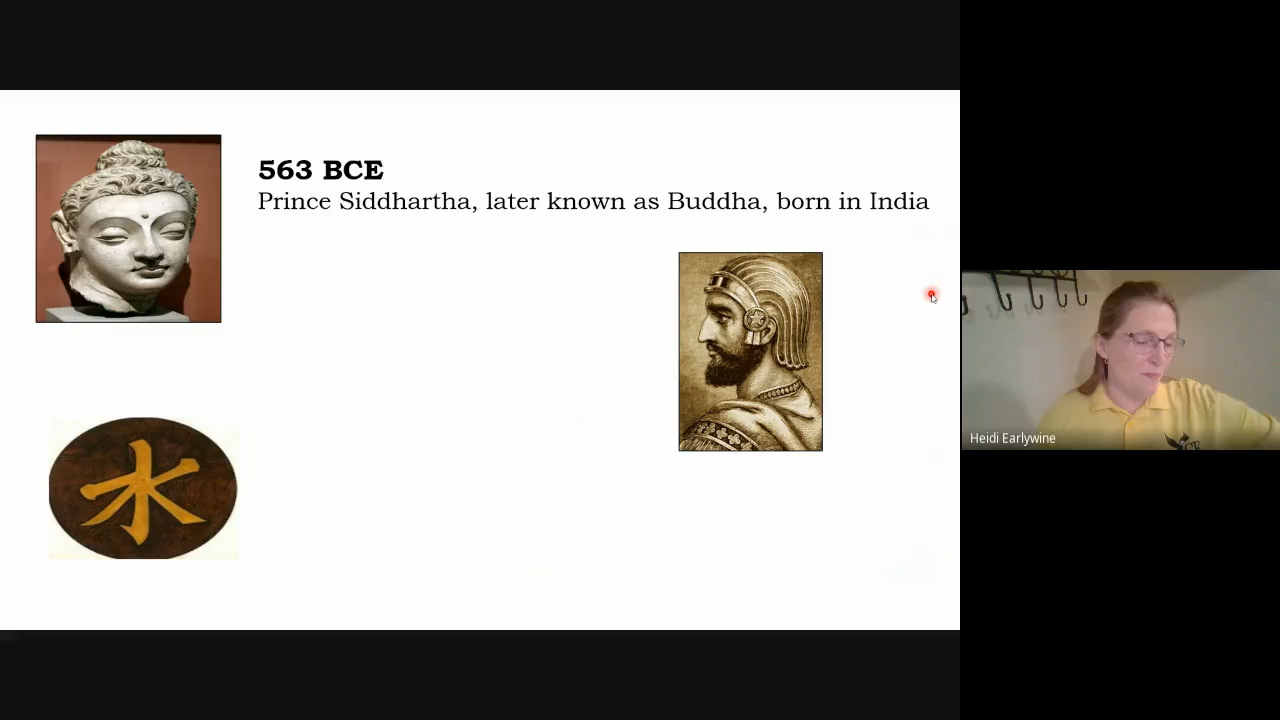 563 BCE
Prince Siddhartha, later known as Buddha, born in India
水
Heidi Earlywine